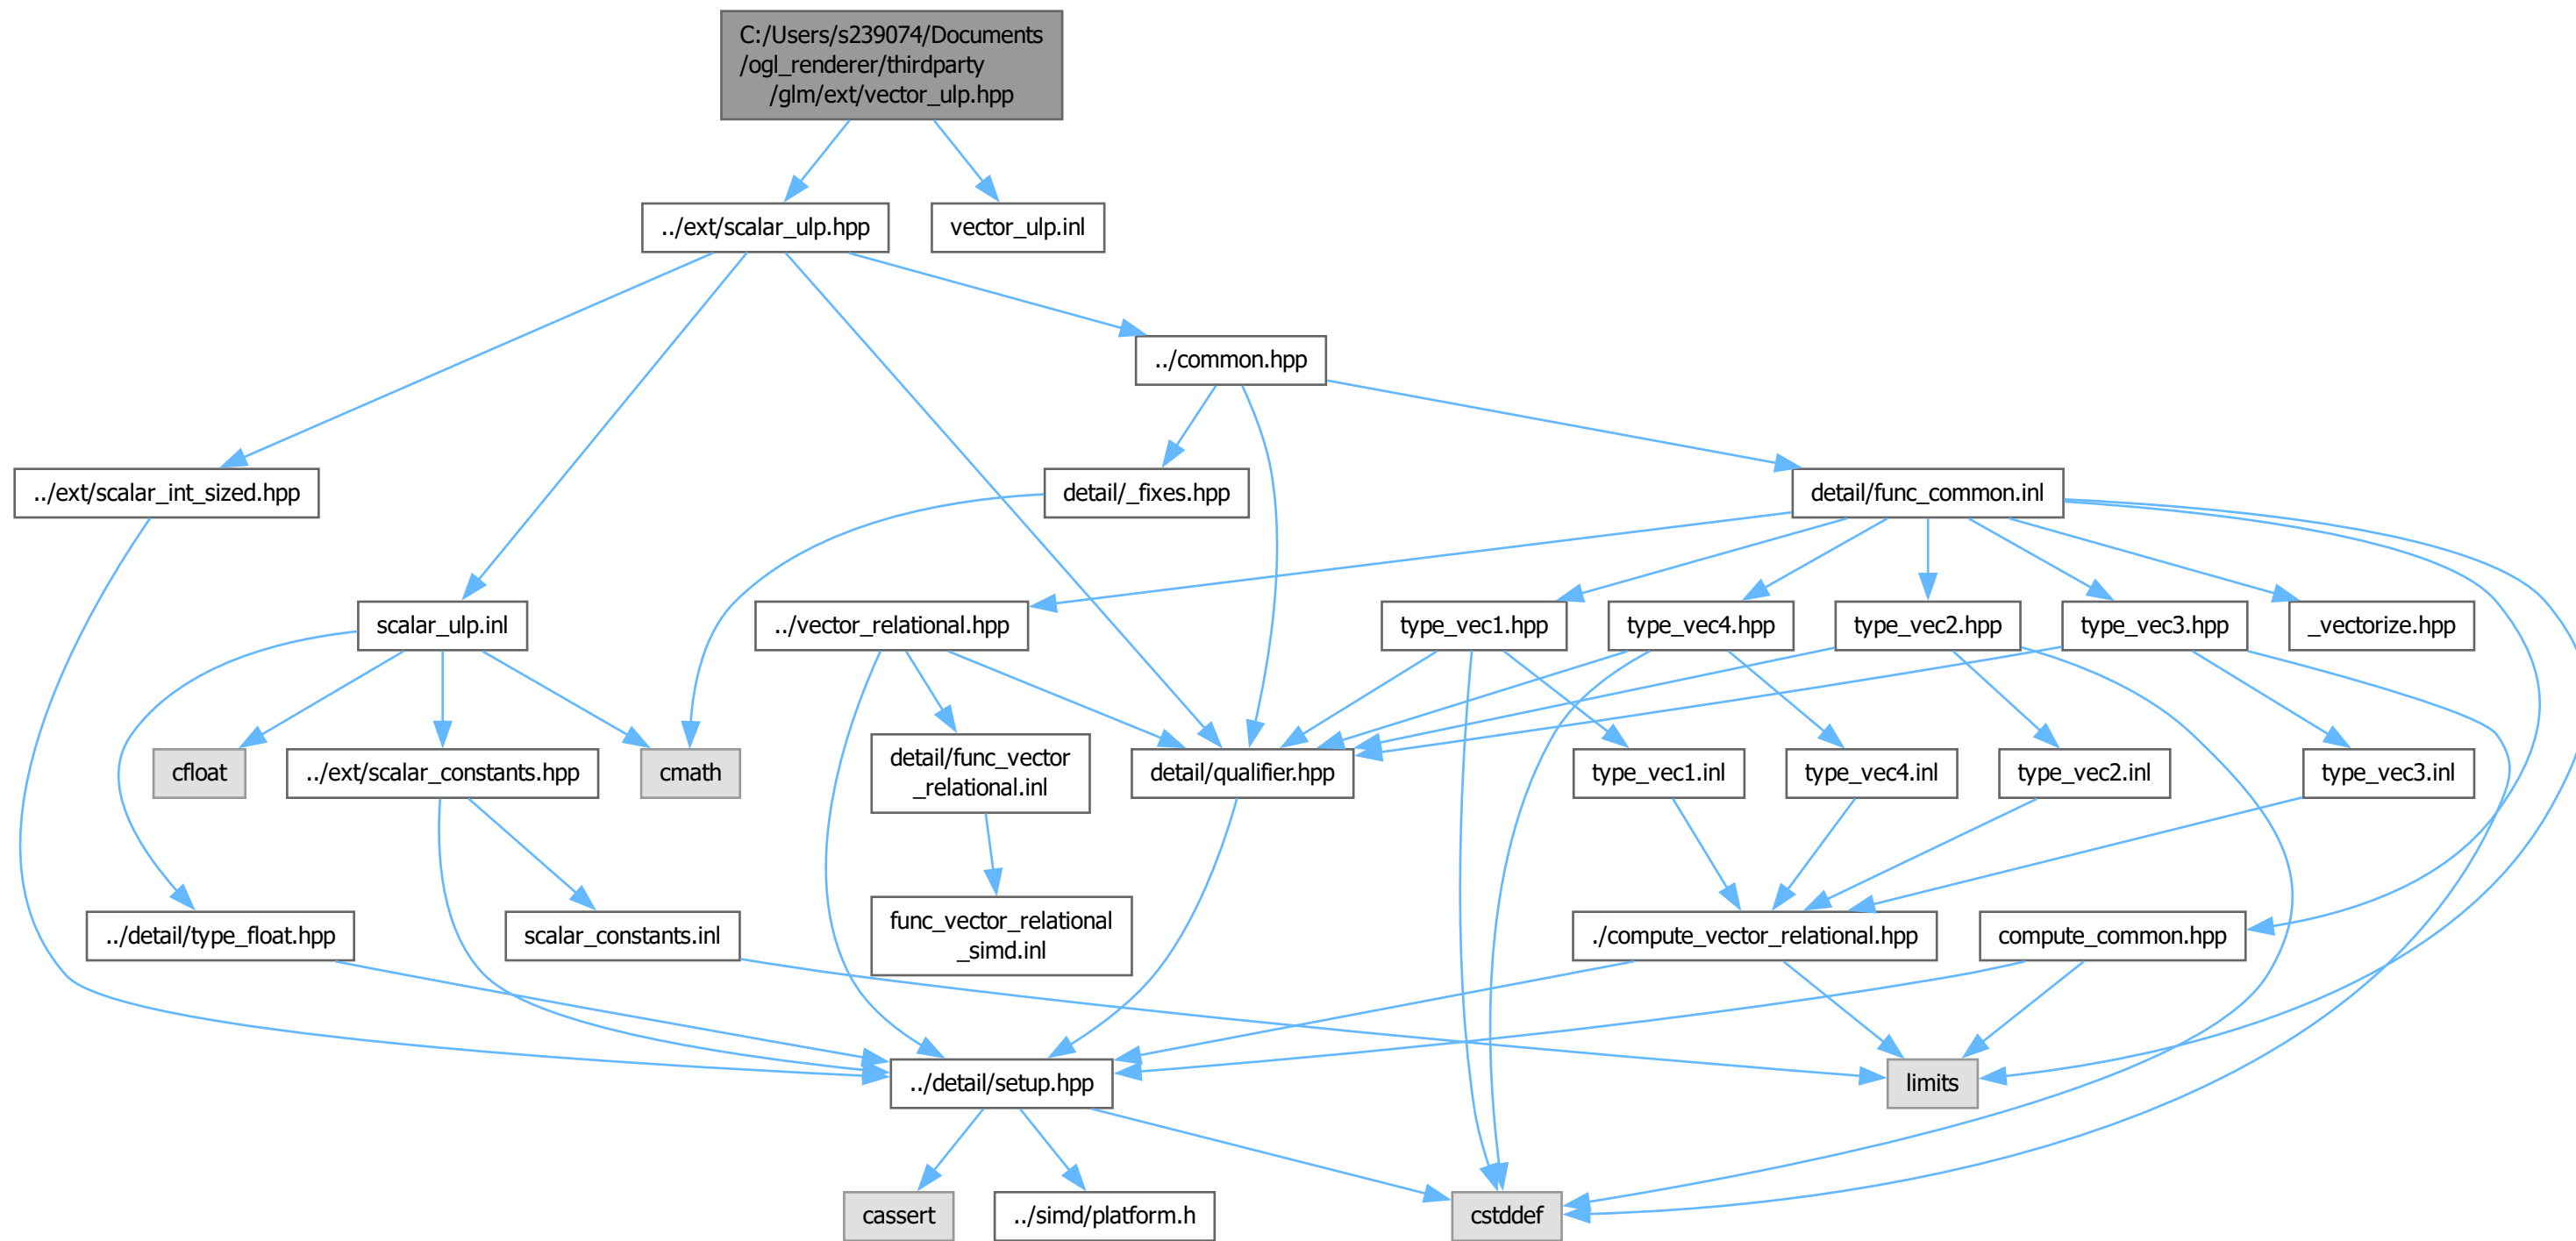 C:/Users/s239074/Documents
/ogl_renderer/thirdparty
/glm/ext/vector_ulp.hpp
../ext/scalar_ulp.hpp
vector_ulp.inl
../common.hpp
../ext/scalar_int_sized.hpp
detail/_fixes.hpp
detail/func_common.inl
scalar_ulp.inl
../vector_relational.hpp
type_vec1.hpp
type_vec4.hpp
type_vec2.hpp
type_vec3.hpp
_vectorize.hpp
cfloat
../ext/scalar_constants.hpp
cmath
detail/func_vector
_relational.inl
detail/qualifier.hpp
type_vec1.inl
type_vec4.inl
type_vec2.inl
type_vec3.inl
../detail/type_float.hpp
scalar_constants.inl
func_vector_relational
_simd.inl
./compute_vector_relational.hpp
compute_common.hpp
../detail/setup.hpp
limits
cassert
../simd/platform.h
cstddef